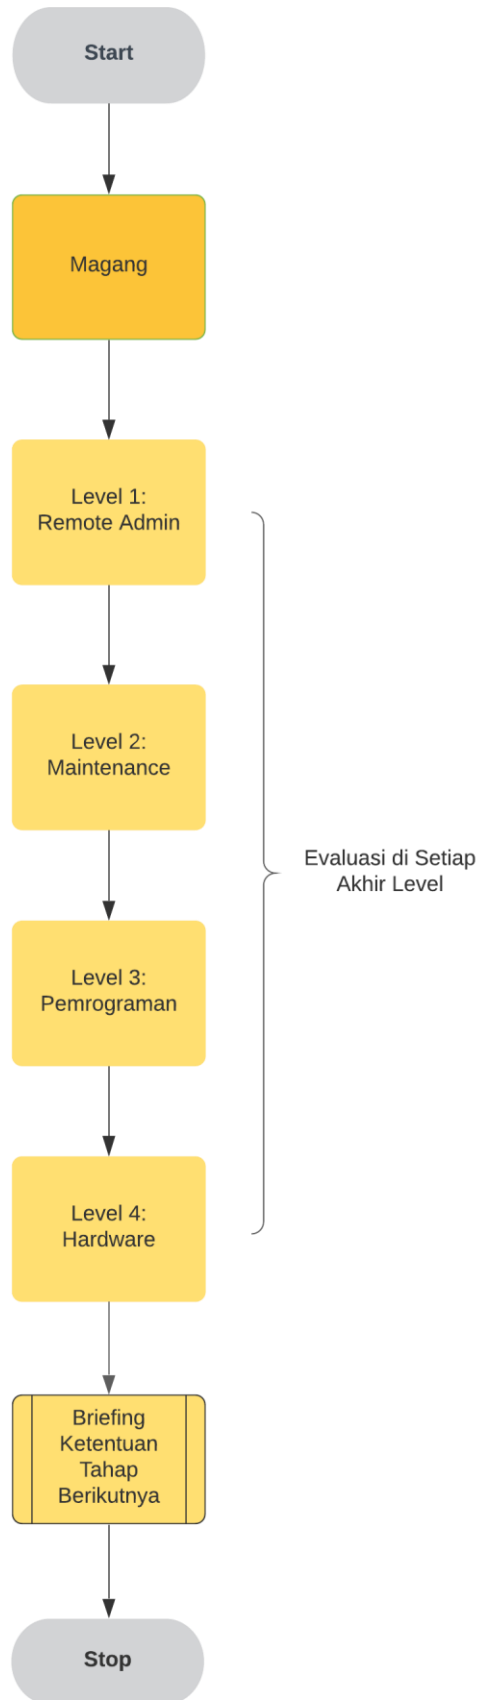 Start
Magang
Level 1:
Remote Admin
Level 2:
Maintenance
Evaluasi di Setiap
Akhir Level
Level 3:
Pemrograman
Level 4:
Hardware
Briefing
Ketentuan
Tahap
Berikutnya
Stop